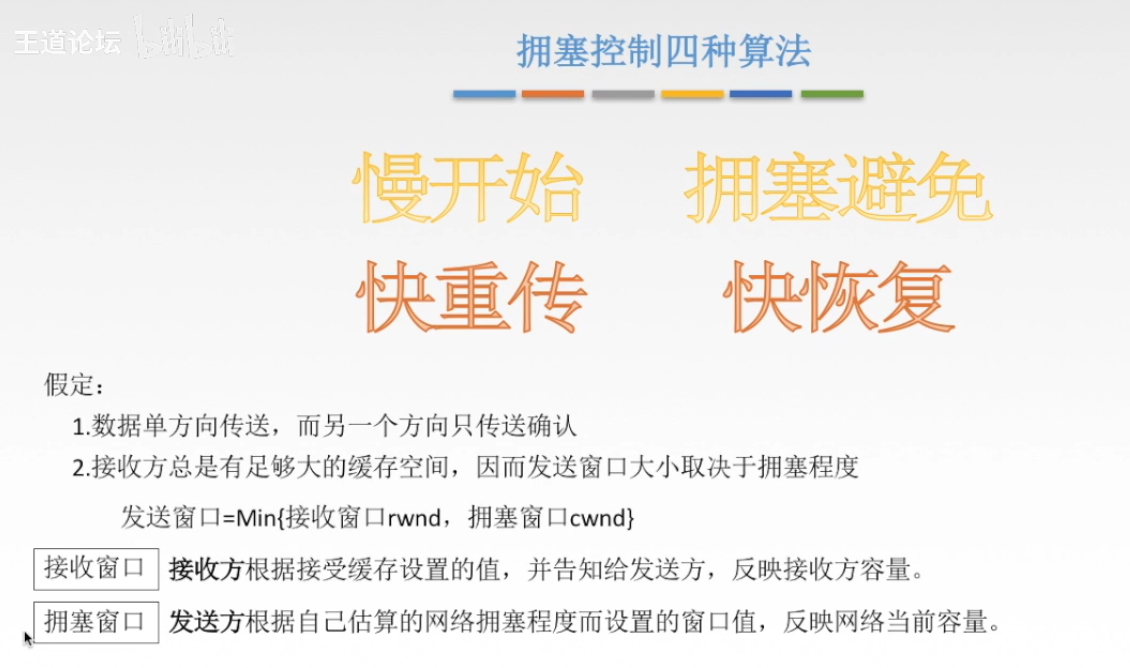 王道论坛 bilibili
拥塞控制四种算法
慢开始 拥塞避免
快重传 快恢复
假定：
1.数据单方向传送，而另一个方向只传送确认
2.接收方总是有足够大的缓存空间，因而发送窗口大小取决于拥塞程度
发送窗口=Min{接收窗口rwnd，拥塞窗口cwnd}
接收窗口 接收方根据接受缓存设置的值，并告知给发送方，反映接收方容量。
拥塞窗口 发送方根据自己估算的网络拥塞程度而设置的窗口值，反映网络当前容量。